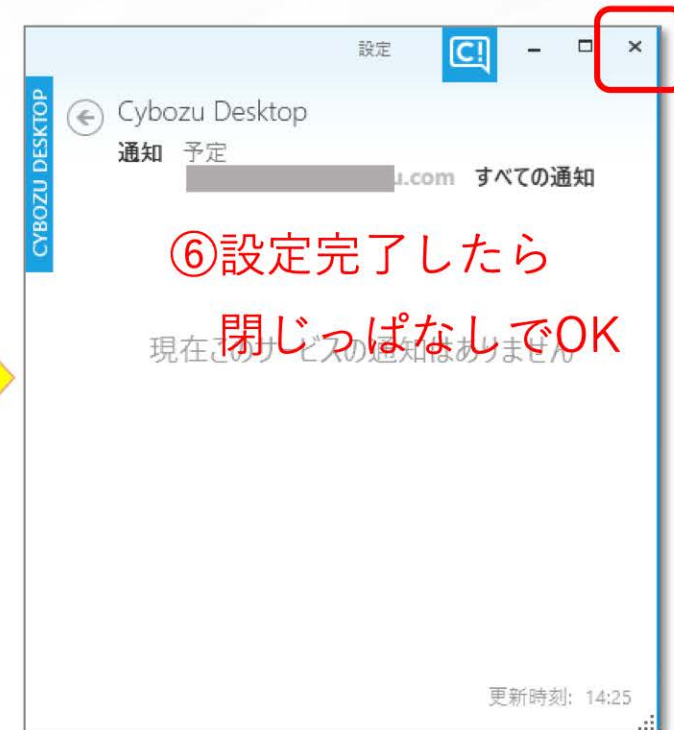 設定
C!
CYBOZU DESKTOP
Cybozu Desktop
通知 予定
u.com すべての通知
⑥設定完了したら
閉じっぱなしでOK
現在このサービスの通知はありません
更新時刻: 14:25